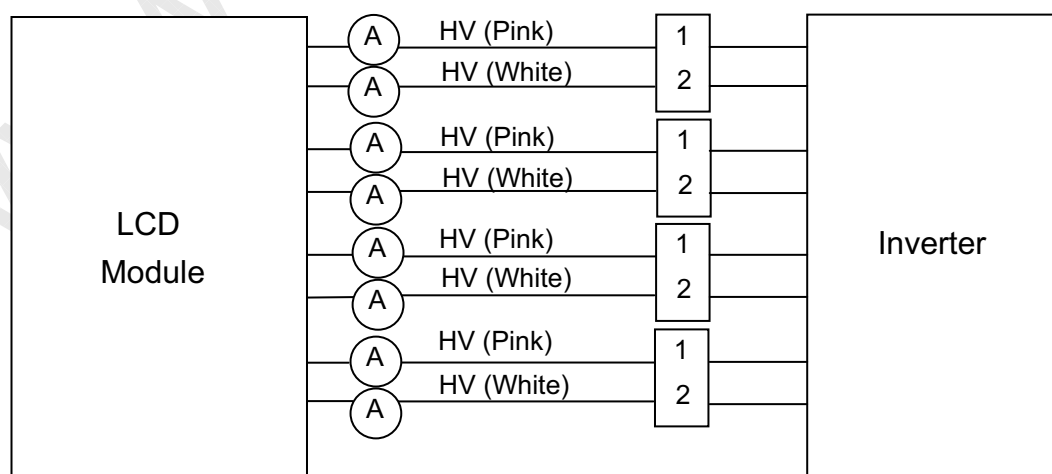 A HV (Pink) 1
A HV (White) 2
A HV (Pink) 1
A HV (White) 2
LCD
Module
A HV (Pink) 1
A HV (White) 2
Inverter
A HV (Pink) 1
A HV (White) 2